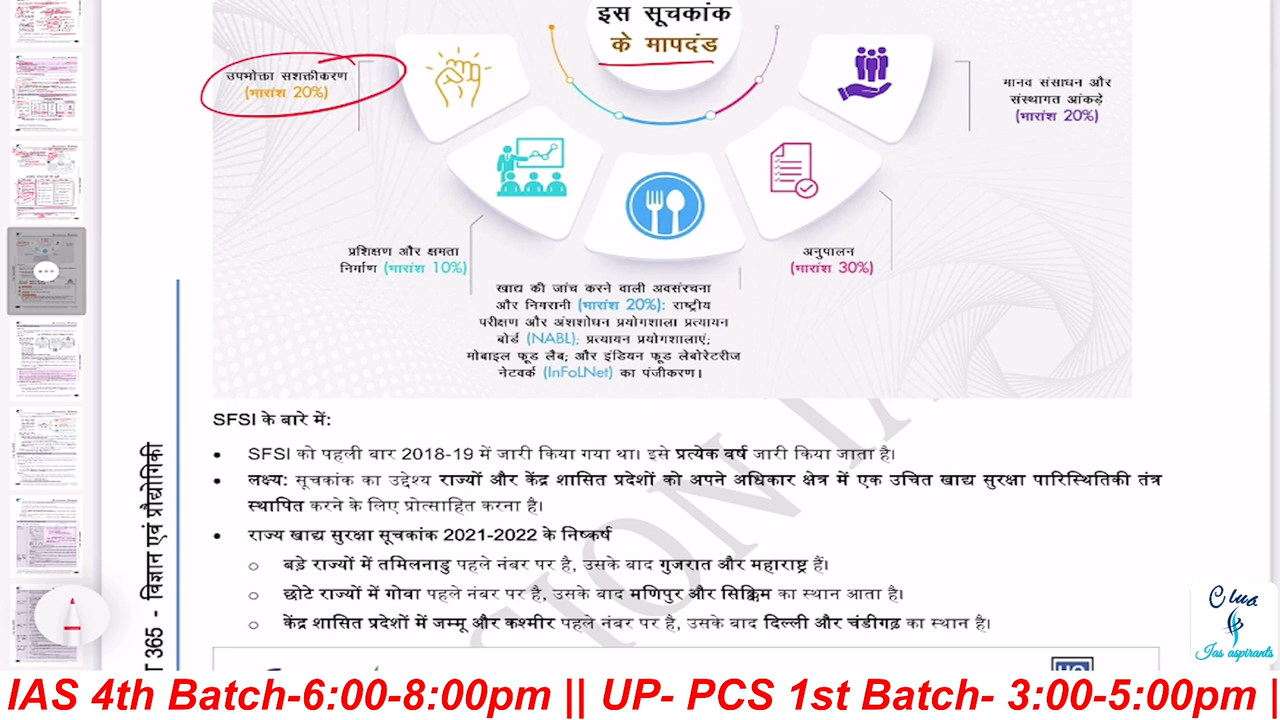 इस सूचकांक
के मापदंड
उपभोक्ता सशक्तीकरण
(भारांश 20%)
मानव संसाधन और
संस्थागत आंकड़े
(भारांश 20%)
प्रशिक्षण और क्षमता
निर्माण (भारांश 10%)
अनुपालन
(भारांश 30%)
खाद्य की जांच करने वाली अवसंरचना
और निगरानी (भारांश 20%): राष्ट्रीय
परीक्षण और अंशशोधन प्रयोगशाला प्रत्यायन
बोर्ड (NABL); प्रत्यायन प्रयोगशालाएं;
मोबाइल फूड लैब; और इंडियन फूड लेबोरेटरीज
नेटवर्क (InFoLNet) का पंजीकरण।
SFSI के बारे में:
SFSI को पहली बार 2018-19 में जारी किया गया था। इसे प्रत्येक वर्ष जारी किया जाता है।
लक्ष्य: सूचकांक का उद्देश्य राज्यों और केंद्र शासित प्रदेशों को अपने अधिकार क्षेत्र में एक उचित खाद्य सुरक्षा पारिस्थितिकी तंत्र
स्थापित करने के लिए प्रोत्साहित करना है।
राज्य खाद्य सुरक्षा सूचकांक 2021-2022 के निष्कर्ष
बड़े राज्यों में तमिलनाडु पहले नंबर पर है, उसके बाद गुजरात और महाराष्ट्र हैं।
छोटे राज्यों में गोवा पहले नंबर पर है, उसके बाद मणिपुर और सिक्किम का स्थान आता है।
केंद्र शासित प्रदेशों में जम्मू और कश्मीर पहले नंबर पर है, उसके बाद दिल्ली और चंडीगढ़ का स्थान है।
365 - विज्ञान एवं प्रौद्योगिकी
Clue
Ias aspirants
IAS 4th Batch-6:00-8:00pm || UP- PCS 1st Batch- 3:00-5:00pm |